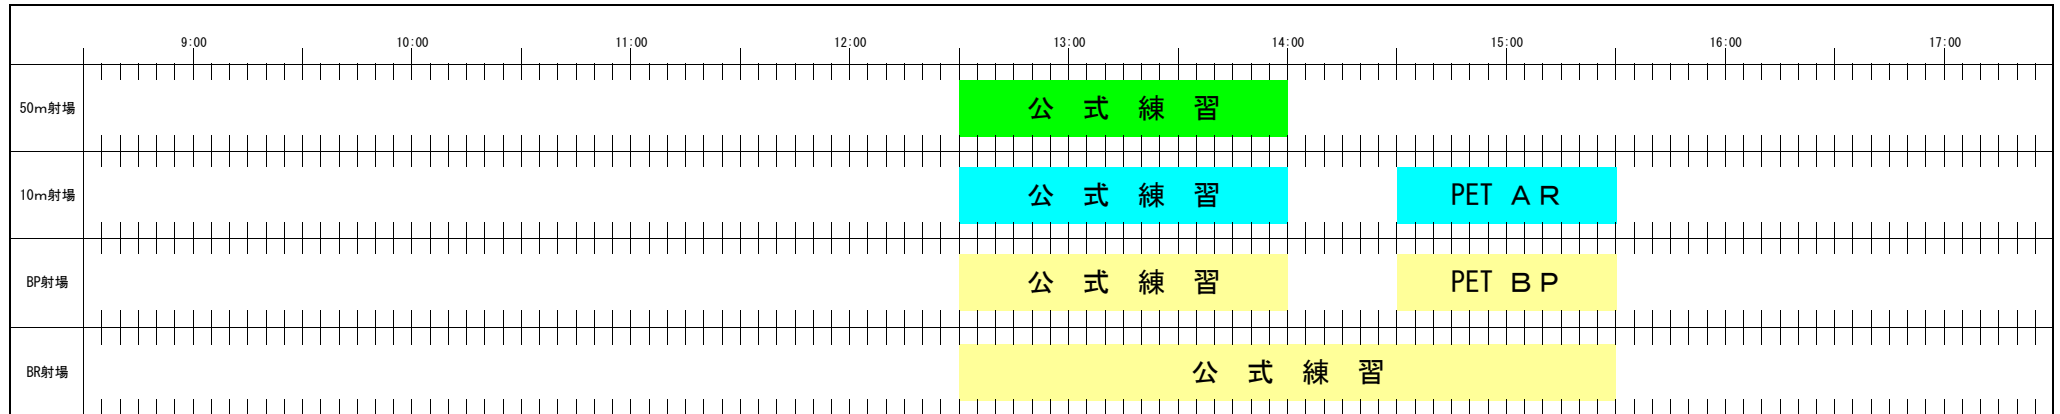 9:00 10:00 11:00 12:00 13:00 14:00 15:00 16:00 17:00
50m射場 公式練習
10m射場 公式練習 PET AR
BP射場 公式練習 PET BP
BR射場 公式練習